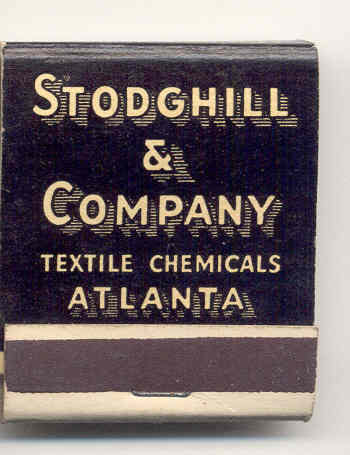 STODGHILL
&
COMPANY
TEXTILE CHEMICALS
ATLANTA